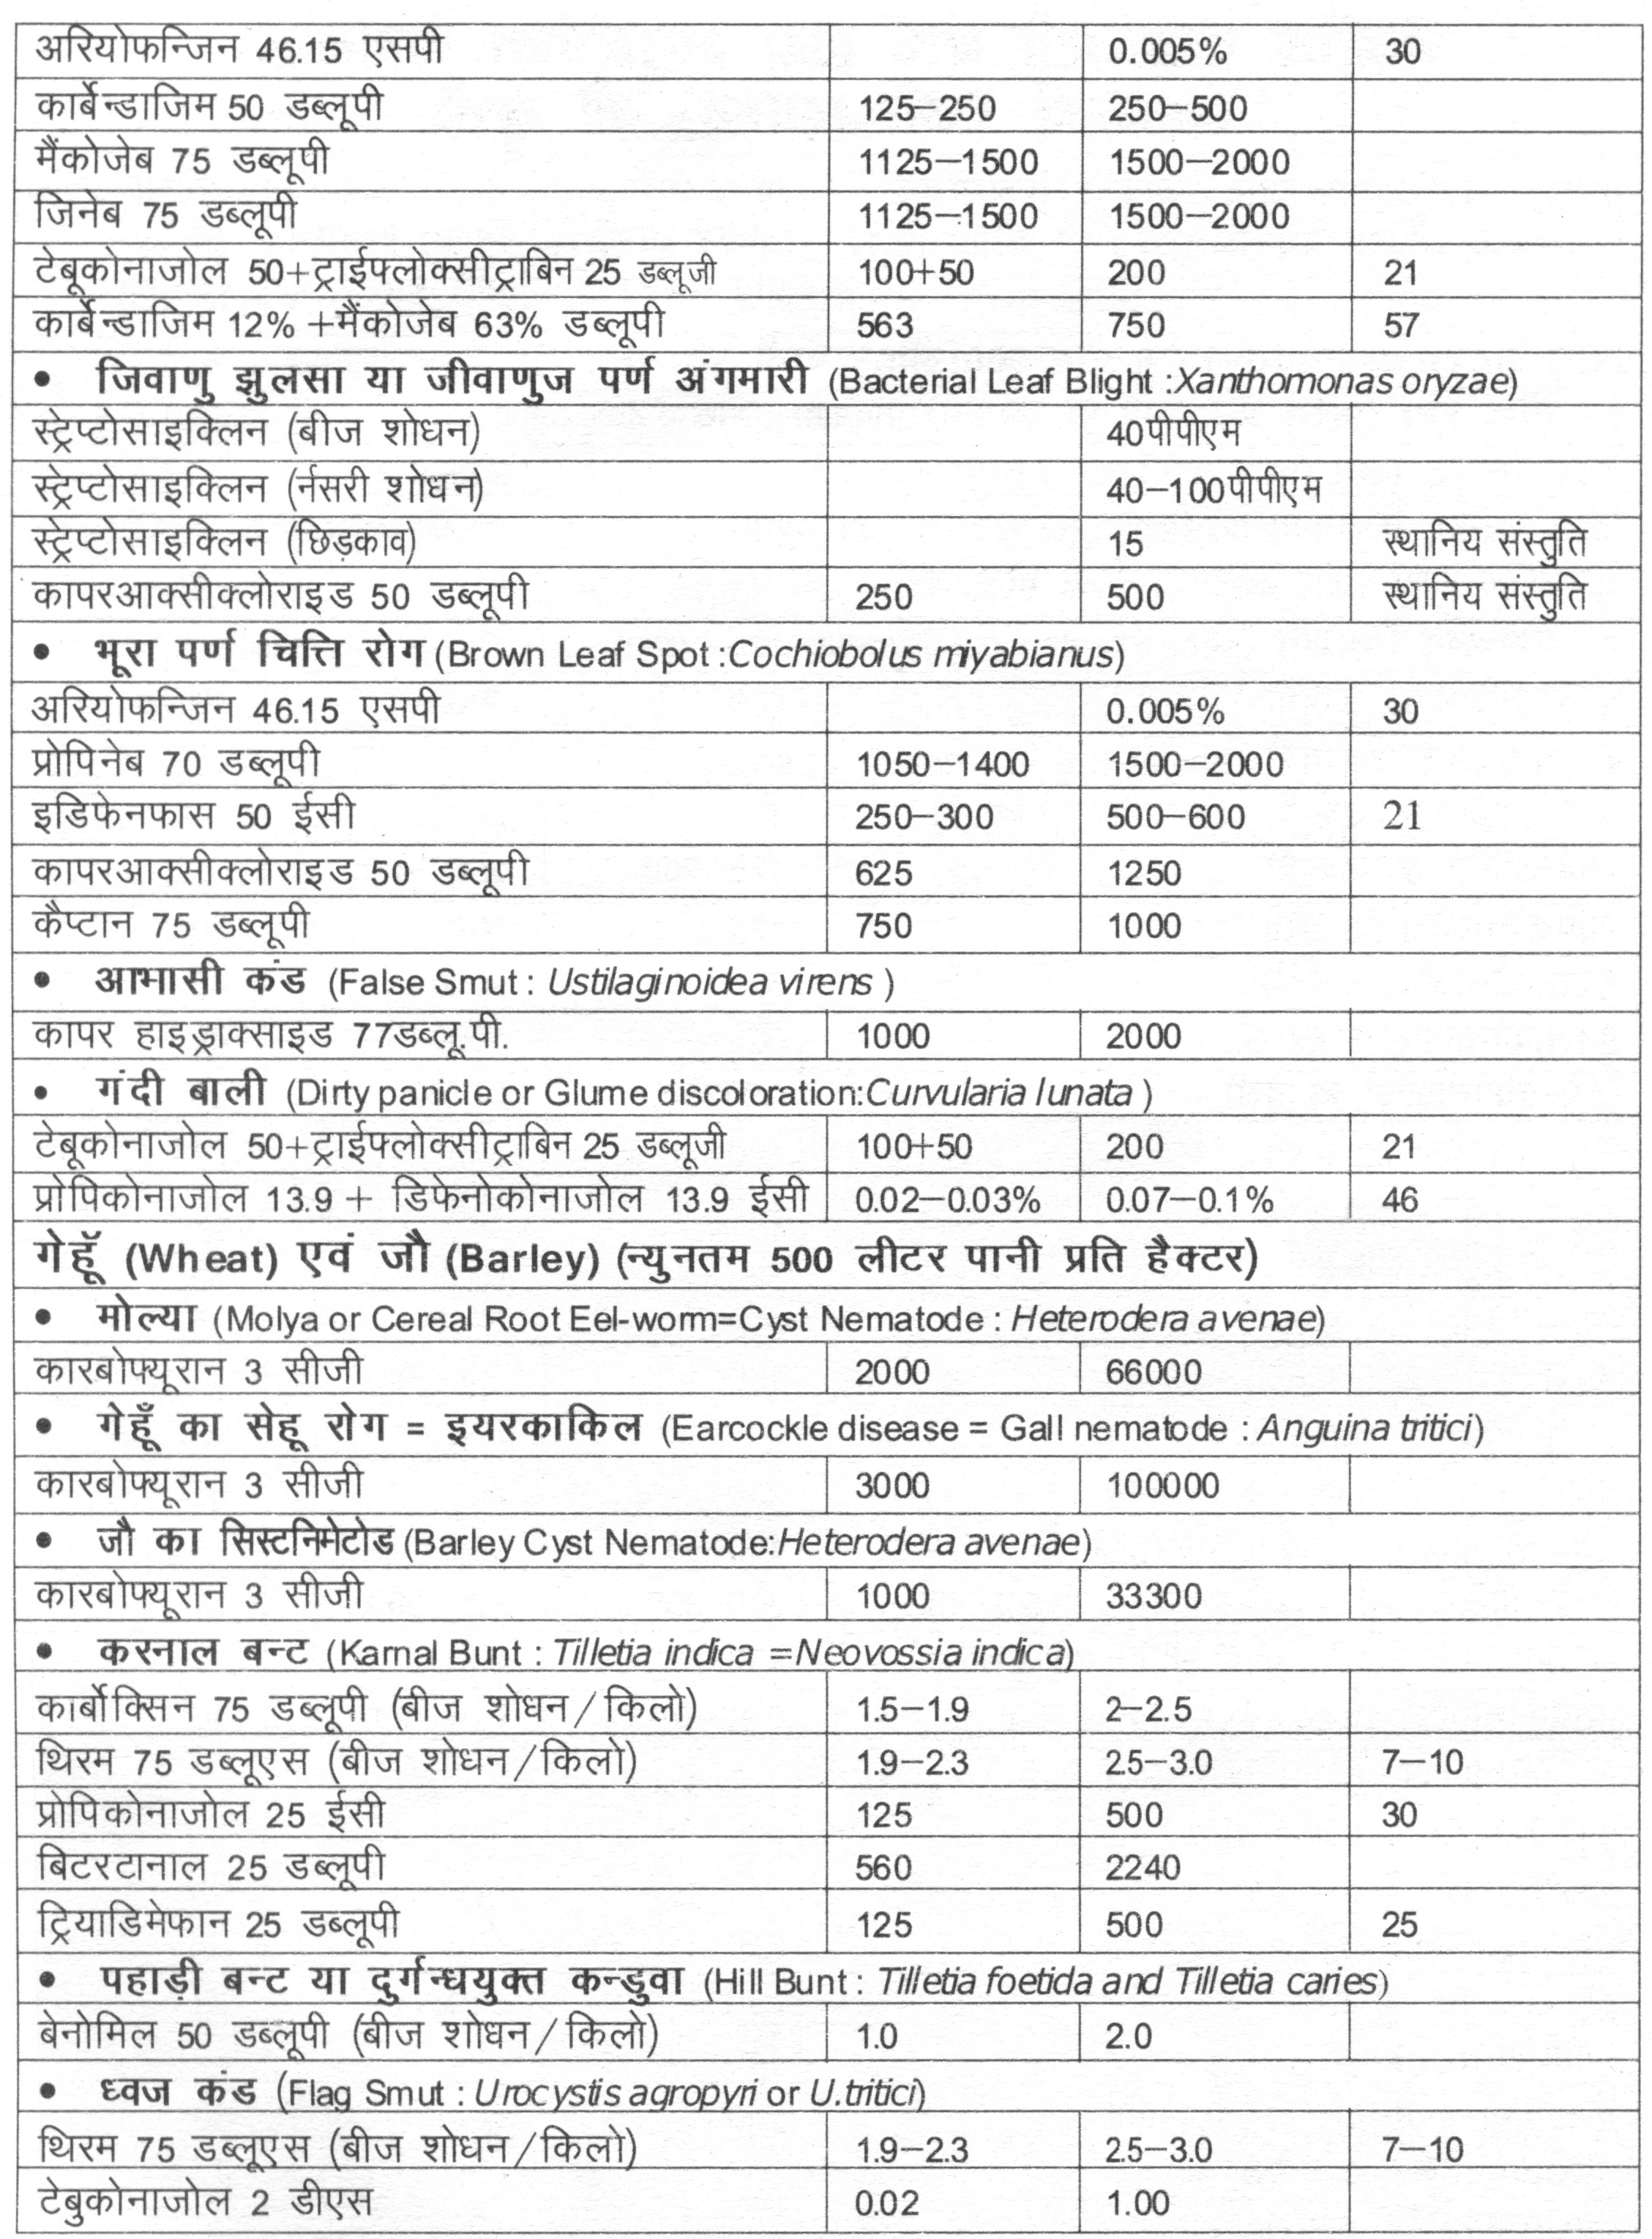 अरियोफन्जिन 46.15 एसपी 0.005% 30
कार्बेन्डाजिम 50 डब्लूपी 125–250 250–500
मैंकोजेब 75 डब्लूपी 1125–1500 1500–2000
जिनेब 75 डब्लूपी 1125–1500 1500–2000
टेबूकोनाजोल 50+ट्राईफ्लोक्सीट्राबिन 25 डब्लूजी 100+50 200 21
कार्बेन्डाजिम 12% +मैंकोजेब 63% डब्लूपी 563 750 57
• जिवाणु झुलसा या जीवाणुज पर्ण अंगमारी (Bacterial Leaf Blight :Xanthomonas oryzae)
स्ट्रेप्टोसाइक्लिन (बीज शोधन) 40पीपीएम
स्ट्रेप्टोसाइक्लिन (र्नसरी शोधन) 40–100पीपीएम
स्ट्रेप्टोसाइक्लिन (छिड़काव) 15 स्थानिय संस्तुति
कापरआक्सीक्लोराइड 50 डब्लूपी 250 500 स्थानिय संस्तुति
• भूरा पर्ण चित्ति रोग (Brown Leaf Spot :Cochiobolus miyabianus)
अरियोफन्जिन 46.15 एसपी 0.005% 30
प्रोपिनेब 70 डब्लूपी 1050–1400 1500–2000
इडिफेनफास 50 ईसी 250–300 500–600 21
कापरआक्सीक्लोराइड 50 डब्लूपी 625 1250
कैप्टान 75 डब्लूपी 750 1000
• आभासी कंड (False Smut : Ustilaginoidea virens )
कापर हाइड्राक्साइड 77डब्लू.पी. 1000 2000
• गंदी बाली (Dirty panicle or Glume discoloration:Curvularia lunata )
टेबूकोनाजोल 50+ट्राईफ्लोक्सीट्राबिन 25 डब्लूजी 100+50 200 21
प्रोपिकोनाजोल 13.9 + डिफेनोकोनाजोल 13.9 ईसी 0.02–0.03% 0.07–0.1% 46
गेहूॅ (Wheat) एवं जौ (Barley) (न्युनतम 500 लीटर पानी प्रति हैक्टर)
• मोल्या (Molya or Cereal Root Eel-worm=Cyst Nematode : Heterodera avenae)
कारबोफ्यूरान 3 सीजी 2000 66000
• गेहूँ का सेहू रोग = इयरकाकिल (Earcockle disease = Gall nematode : Anguina tritici)
कारबोफ्यूरान 3 सीजी 3000 100000
• जौ का सिस्टनिमेटोड (Barley Cyst Nematode:Heterodera avenae)
कारबोफ्यूरान 3 सीजी 1000 33300
• करनाल बन्ट (Karnal Bunt : Tilletia indica =Neovossia indica)
कार्बोक्सिन 75 डब्लूपी (बीज शोधन/किलो) 1.5–1.9 2–2.5
थिरम 75 डब्लूएस (बीज शोधन/किलो) 1.9–2.3 2.5–3.0 7–10
प्रोपिकोनाजोल 25 ईसी 125 500 30
बिटरटानाल 25 डब्लूपी 560 2240
ट्रियाडिमेफान 25 डब्लूपी 125 500 25
• पहाड़ी बन्ट या दुर्गन्धयुक्त कन्डुवा (Hill Bunt : Tilletia foetida and Tilletia caries)
बेनोमिल 50 डब्लूपी (बीज शोधन/किलो) 1.0 2.0
• ध्वज कंड (Flag Smut : Urocystis agropyri or U.tritici)
थिरम 75 डब्लूएस (बीज शोधन/किलो) 1.9–2.3 2.5–3.0 7–10
टेबुकोनाजोल 2 डीएस 0.02 1.00